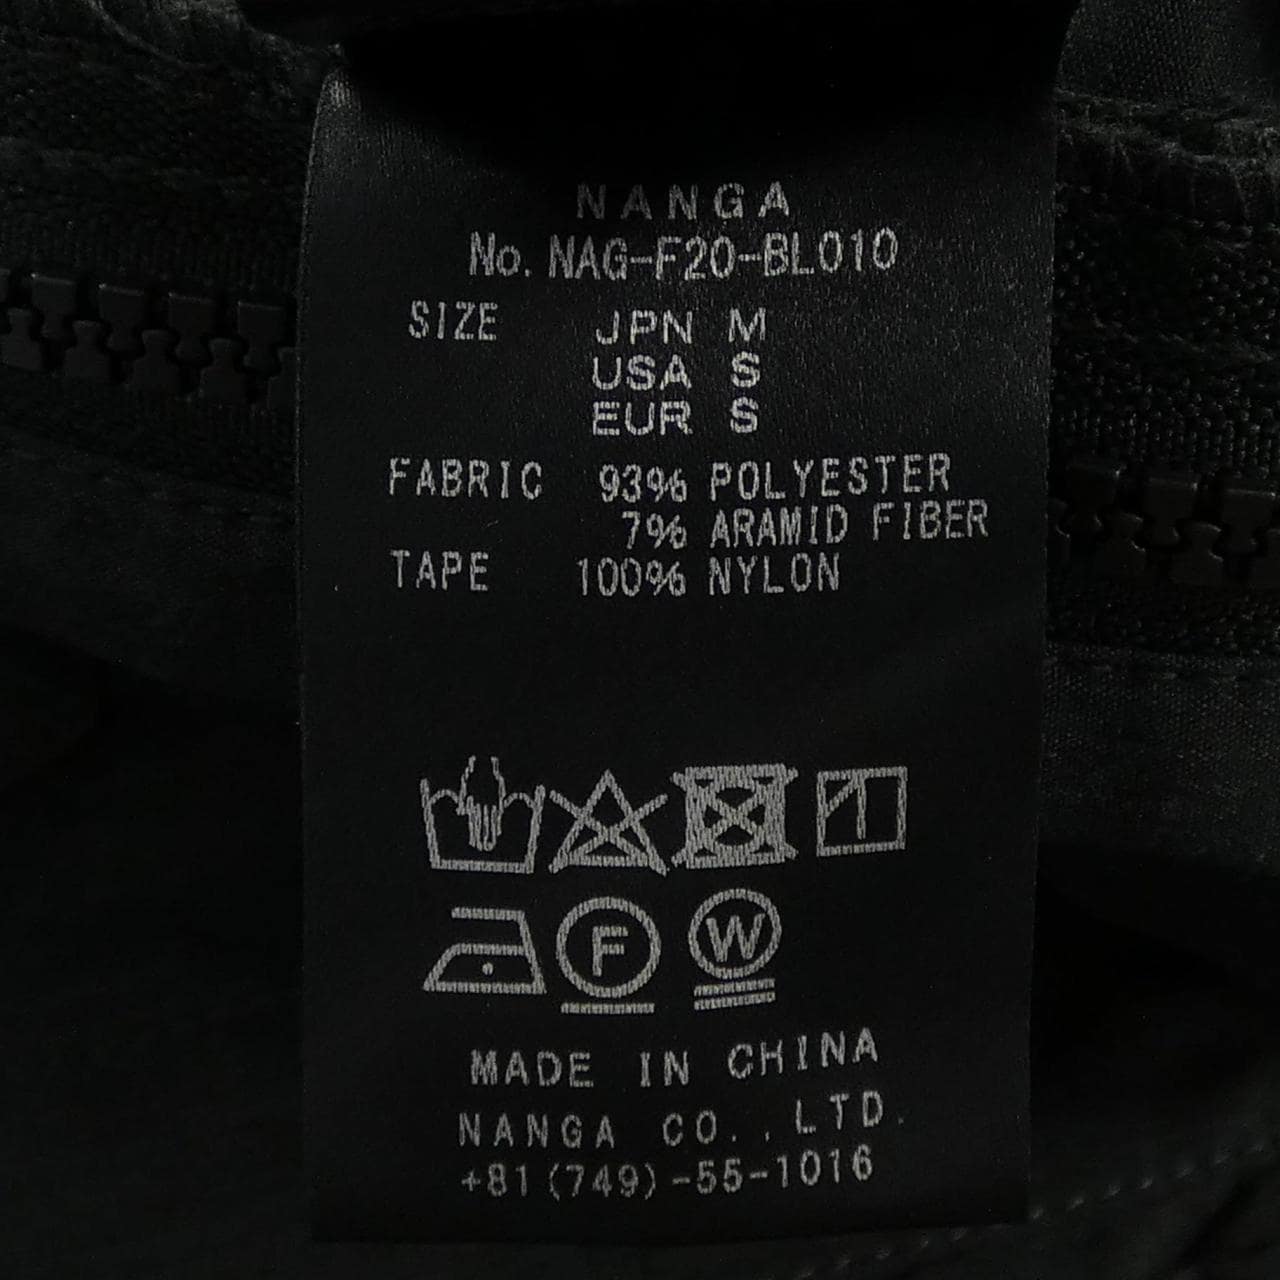 NANGA
No. NAG-F20-BL010
SIZE JPN M
USA S
EUR S
FABRIC 93% POLYESTER
7% ARAMID FIBER
TAPE 100% NYLON
F W
MADE IN CHINA
NANGA CO., LTD.
+81(749)-55-1016